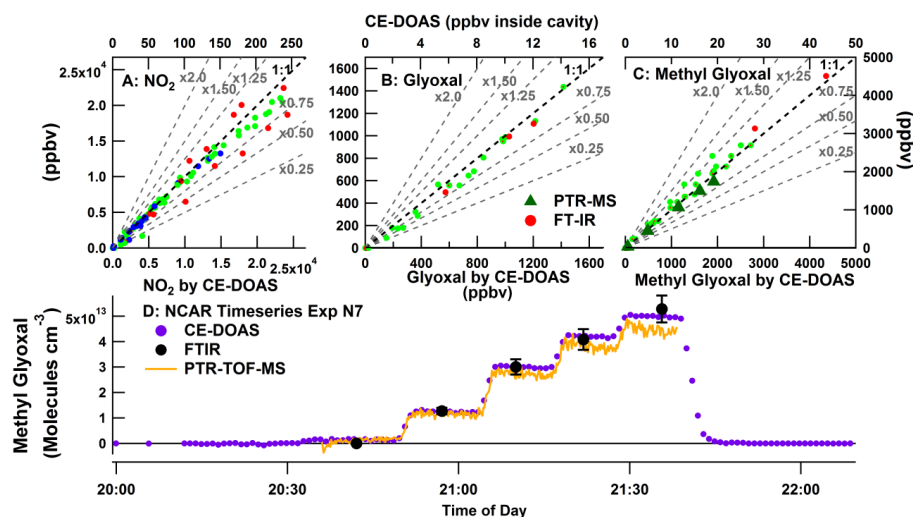 CE-DOAS (ppbv inside cavity)
0 50 100 150 200 250
0 4 8 12 16
0 10 20 30 40 50
2.5x10^4
2.0
1.5
1.0
0.5
0.0
(ppbv)
A: NO2
x2.0
x1.50
x1.25
1:1
x0.75
x0.50
x0.25
0.0 0.5 1.0 1.5
2.5x10^4
NO2 by CE-DOAS
1600
1400
1200
1000
800
600
400
200
0
B: Glyoxal
x2.0
x1,50
x1.25
1:1
x0.75
x0.50
x0.25
0 400 800 1200 1600
Glyoxal by CE-DOAS
(ppbv)
PTR-MS
FT-IR
C: Methyl Glyoxal
x2.0
x1.50
x1.25
1:1
x0.75
x0.50
x0.25
5000
4000
3000
2000
1000
0
(ppbv)
0 1000 2000 3000 4000 5000
Methyl Glyoxal by CE-DOAS
D: NCAR Timeseries Exp N7
CE-DOAS
FTIR
PTR-TOF-MS
Methyl Glyoxal
(Molecules cm-3)
5x10^13
4
3
2
1
0
20:00 20:30 21:00 21:30 22:00
Time of Day